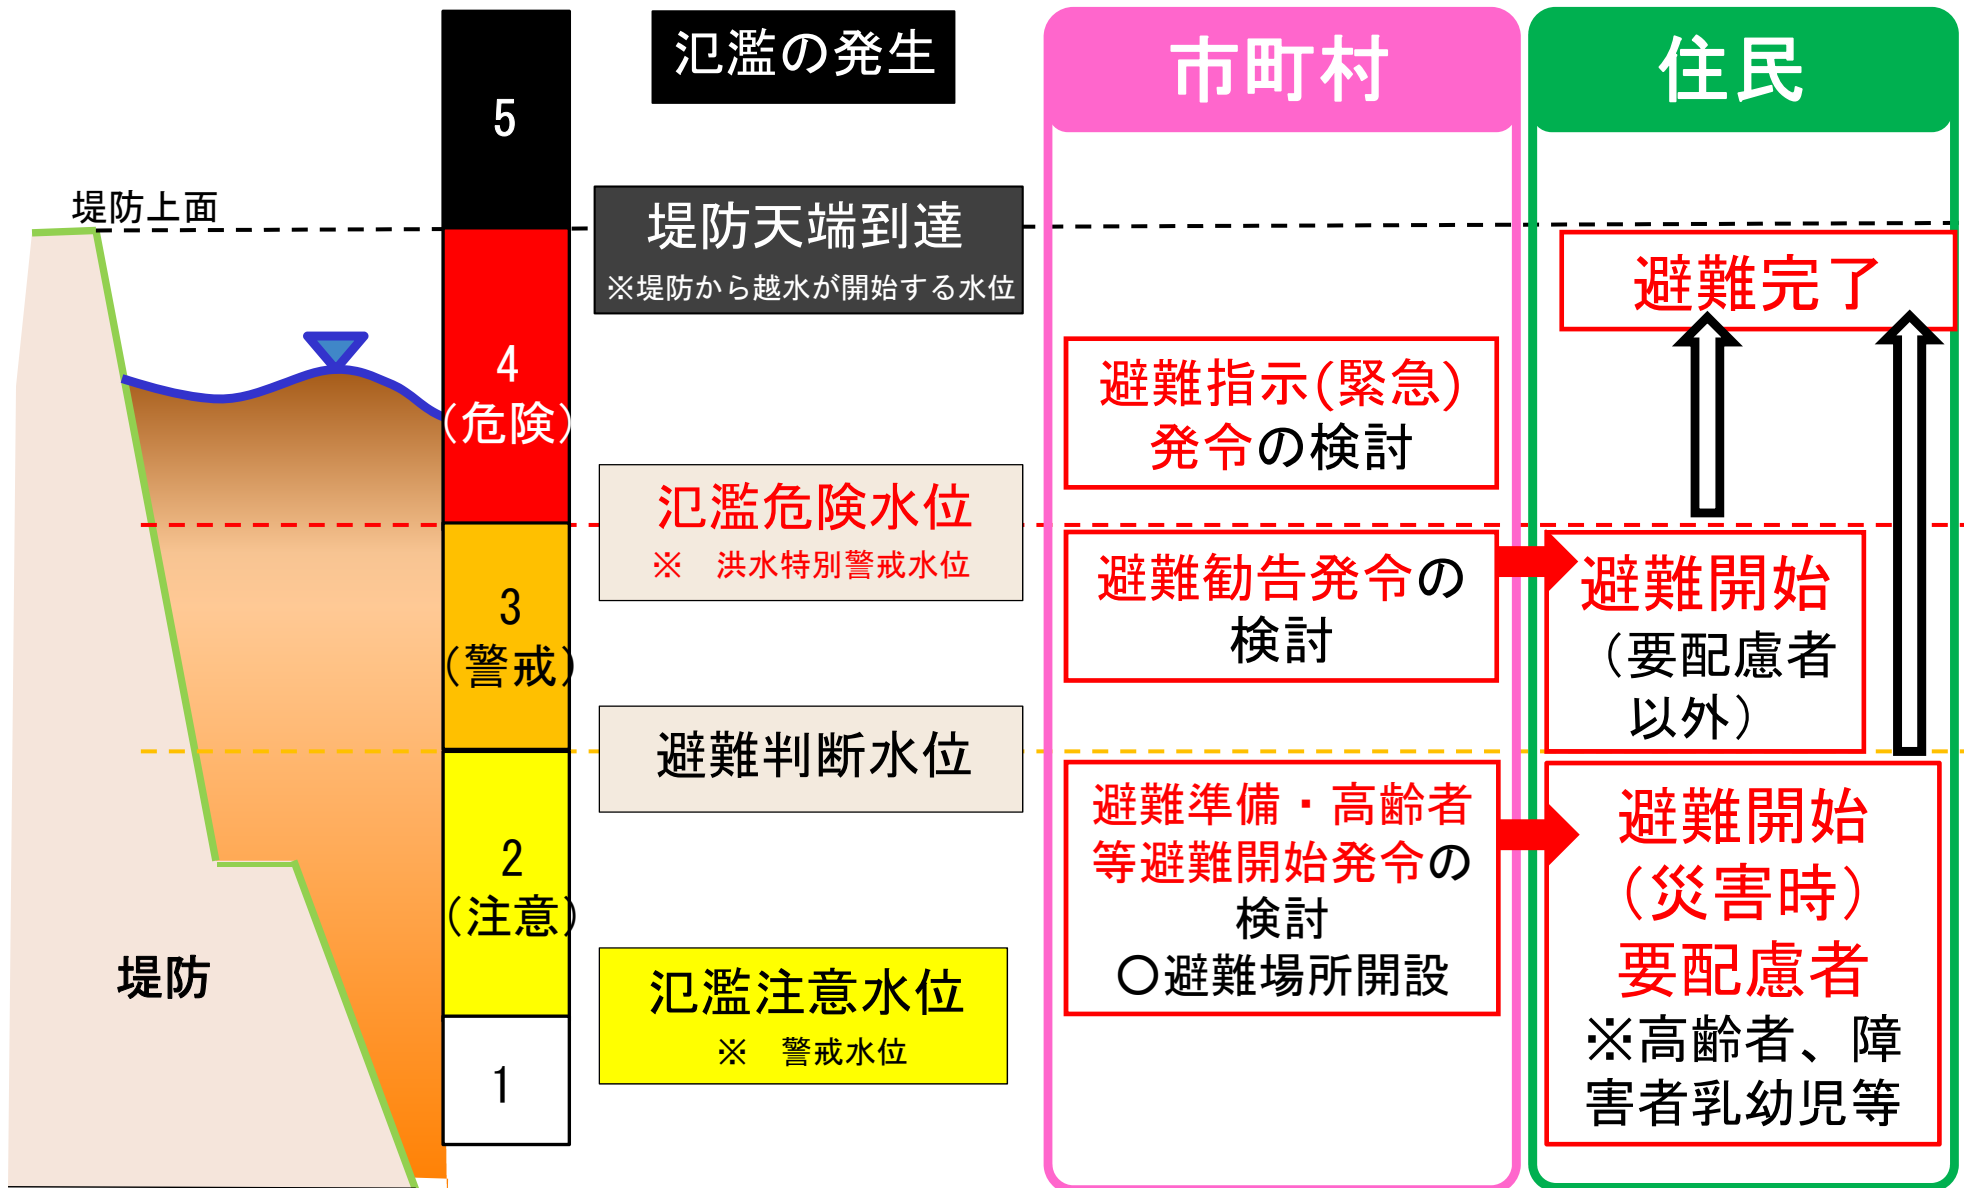 堤防上面
堤防
5
4
(危険)
3
(警戒)
2
(注意)
1
氾濫の発生
堤防天端到達
※堤防から越水が開始する水位
氾濫危険水位
※　洪水特別警戒水位
避難判断水位
氾濫注意水位
※　警戒水位
市町村
避難指示(緊急)
発令の検討
避難勧告発令の
検討
避難準備・高齢者
等避難開始発令の
検討
〇避難場所開設
住民
避難完了
避難開始
（要配慮者
以外）
避難開始
（災害時）
要配慮者
※高齢者、障
害者乳幼児等